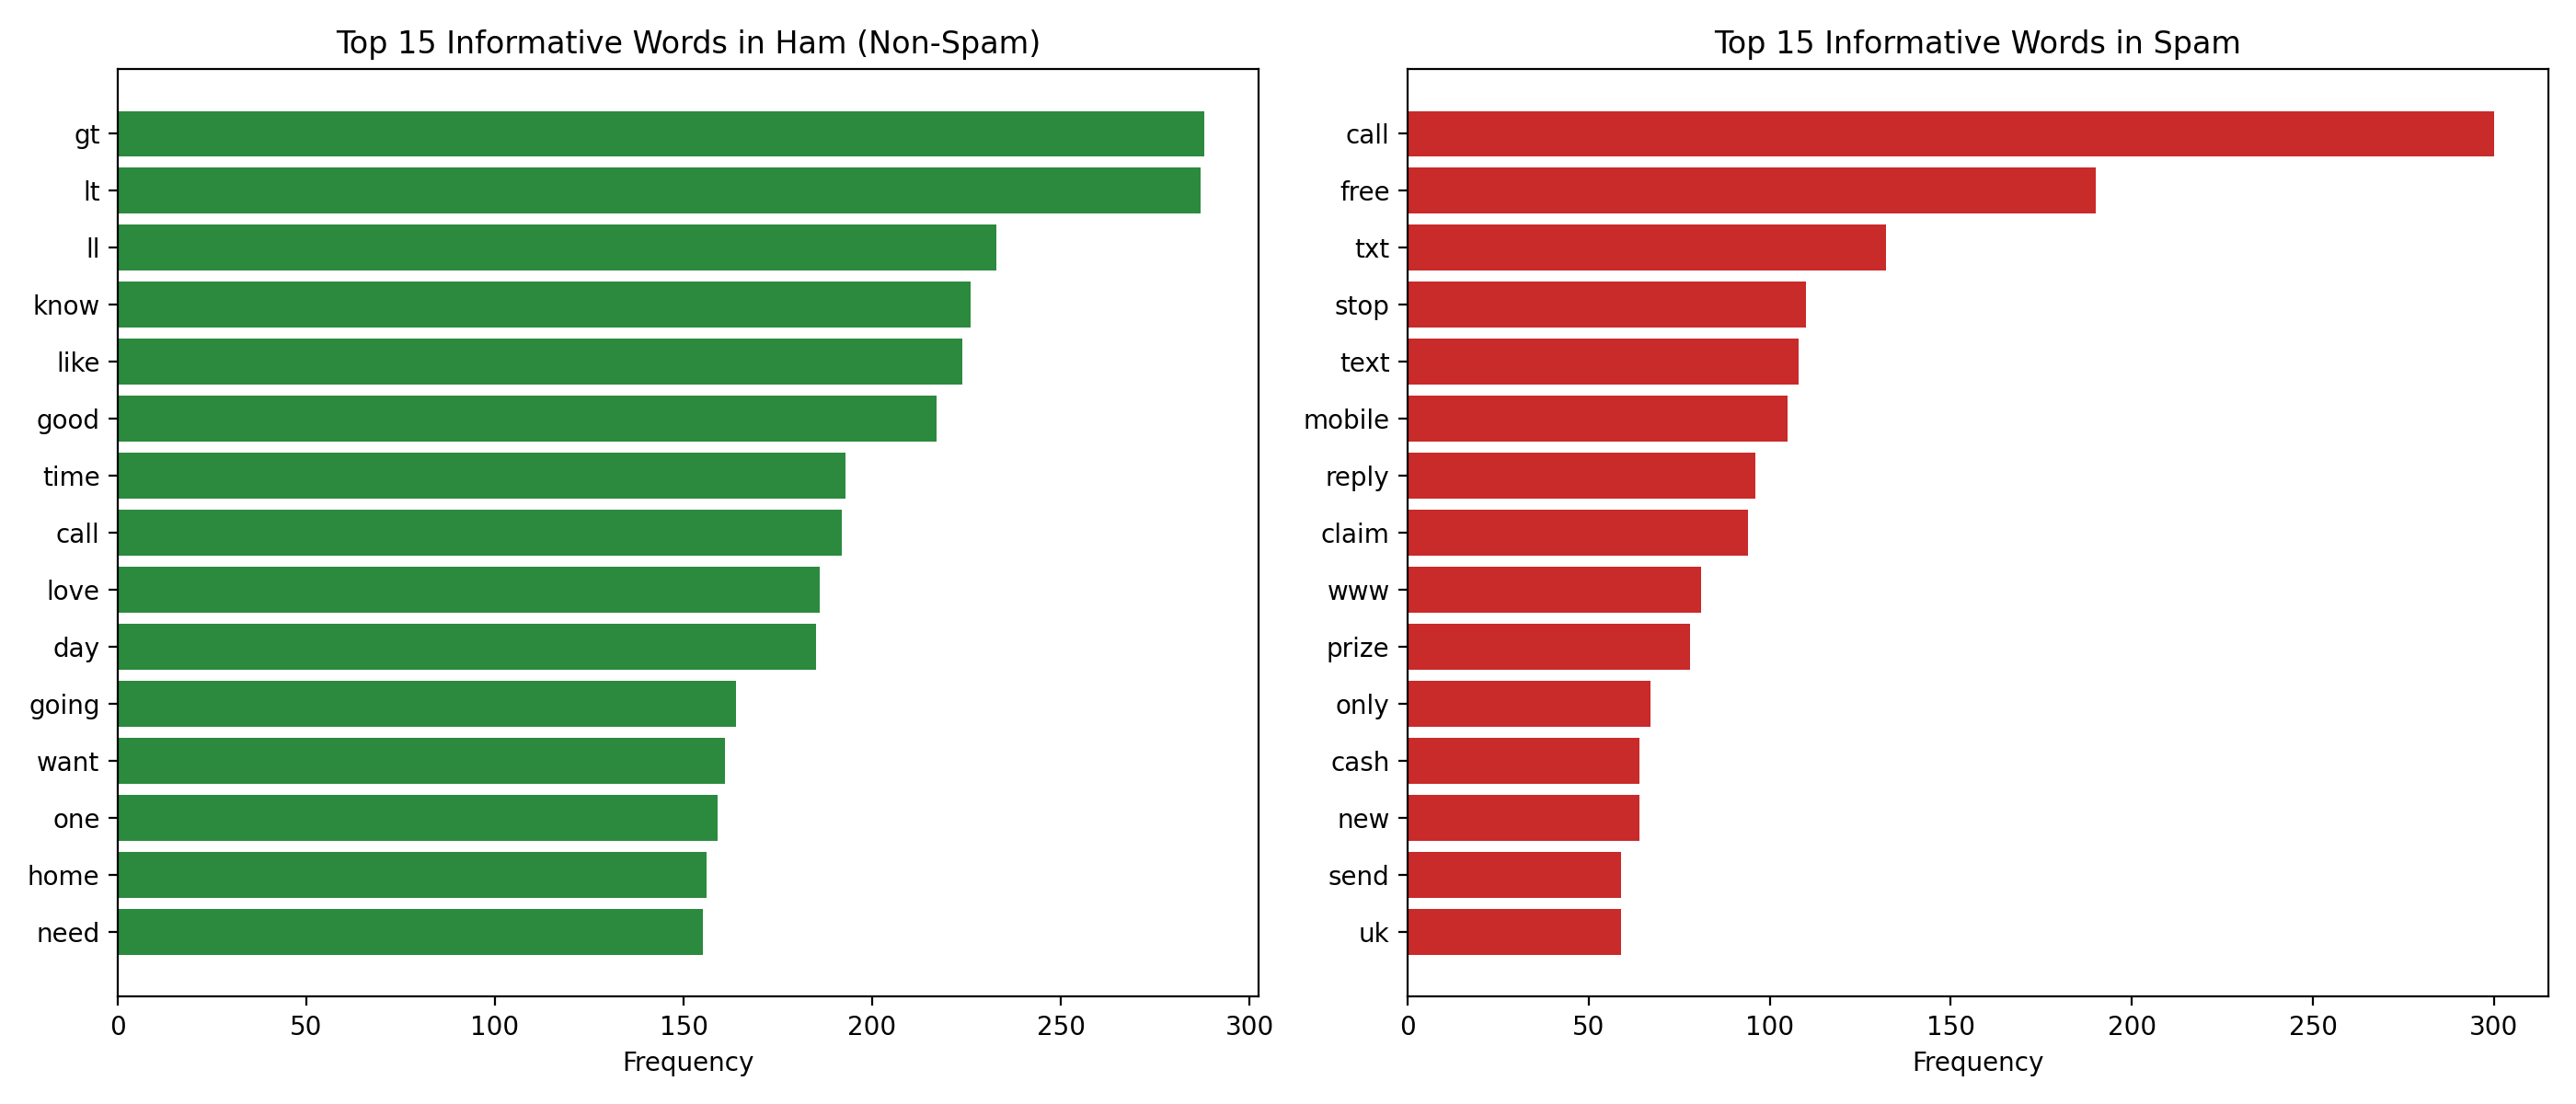 Top 15 Informative Words in Ham (Non-Spam)
gt
lt
ll
know
like
good
time
call
love
day
going
want
one
home
need
0 50 100 150 200 250 300
Frequency
Top 15 Informative Words in Spam
call
free
txt
stop
text
mobile
reply
claim
www
prize
only
cash
new
send
uk
0 50 100 150 200 250 300
Frequency